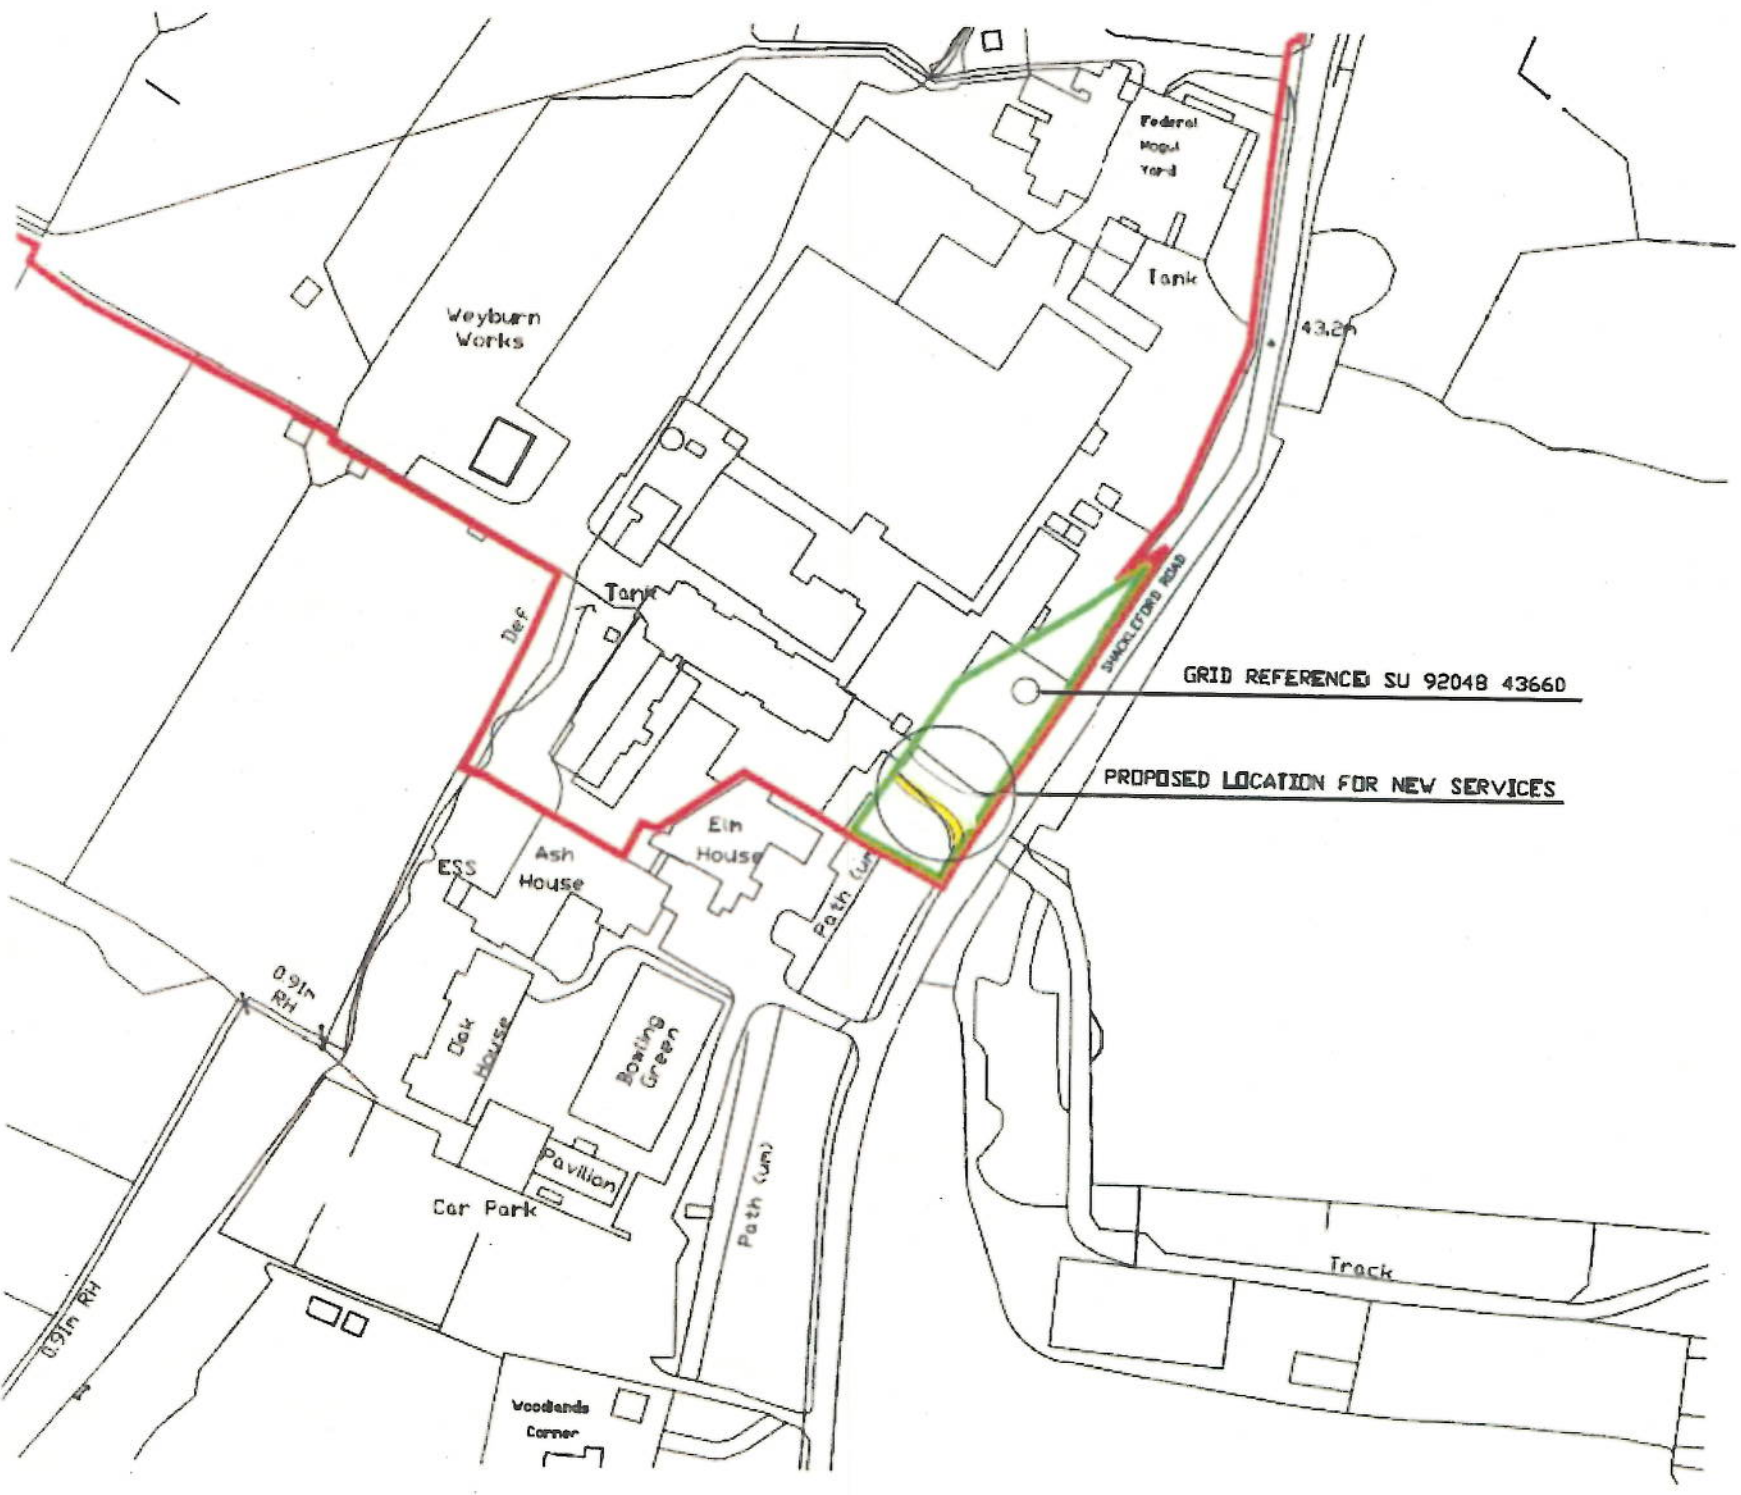 Federal
Mogul
Yard
Tank
43.2m
Weyburn
Works
Tank
Def
SHACKLEFORD ROAD
GRID REFERENCE SU 92048 43660
PROPOSED LOCATION FOR NEW SERVICES
Elm
House
Ash
House
ESS
Path (um
0.91m
RH
Oak
House
Bowling
Green
Pavilion
Car Park
Path (um)
Track
0.91m RH
Woodlands
Corner